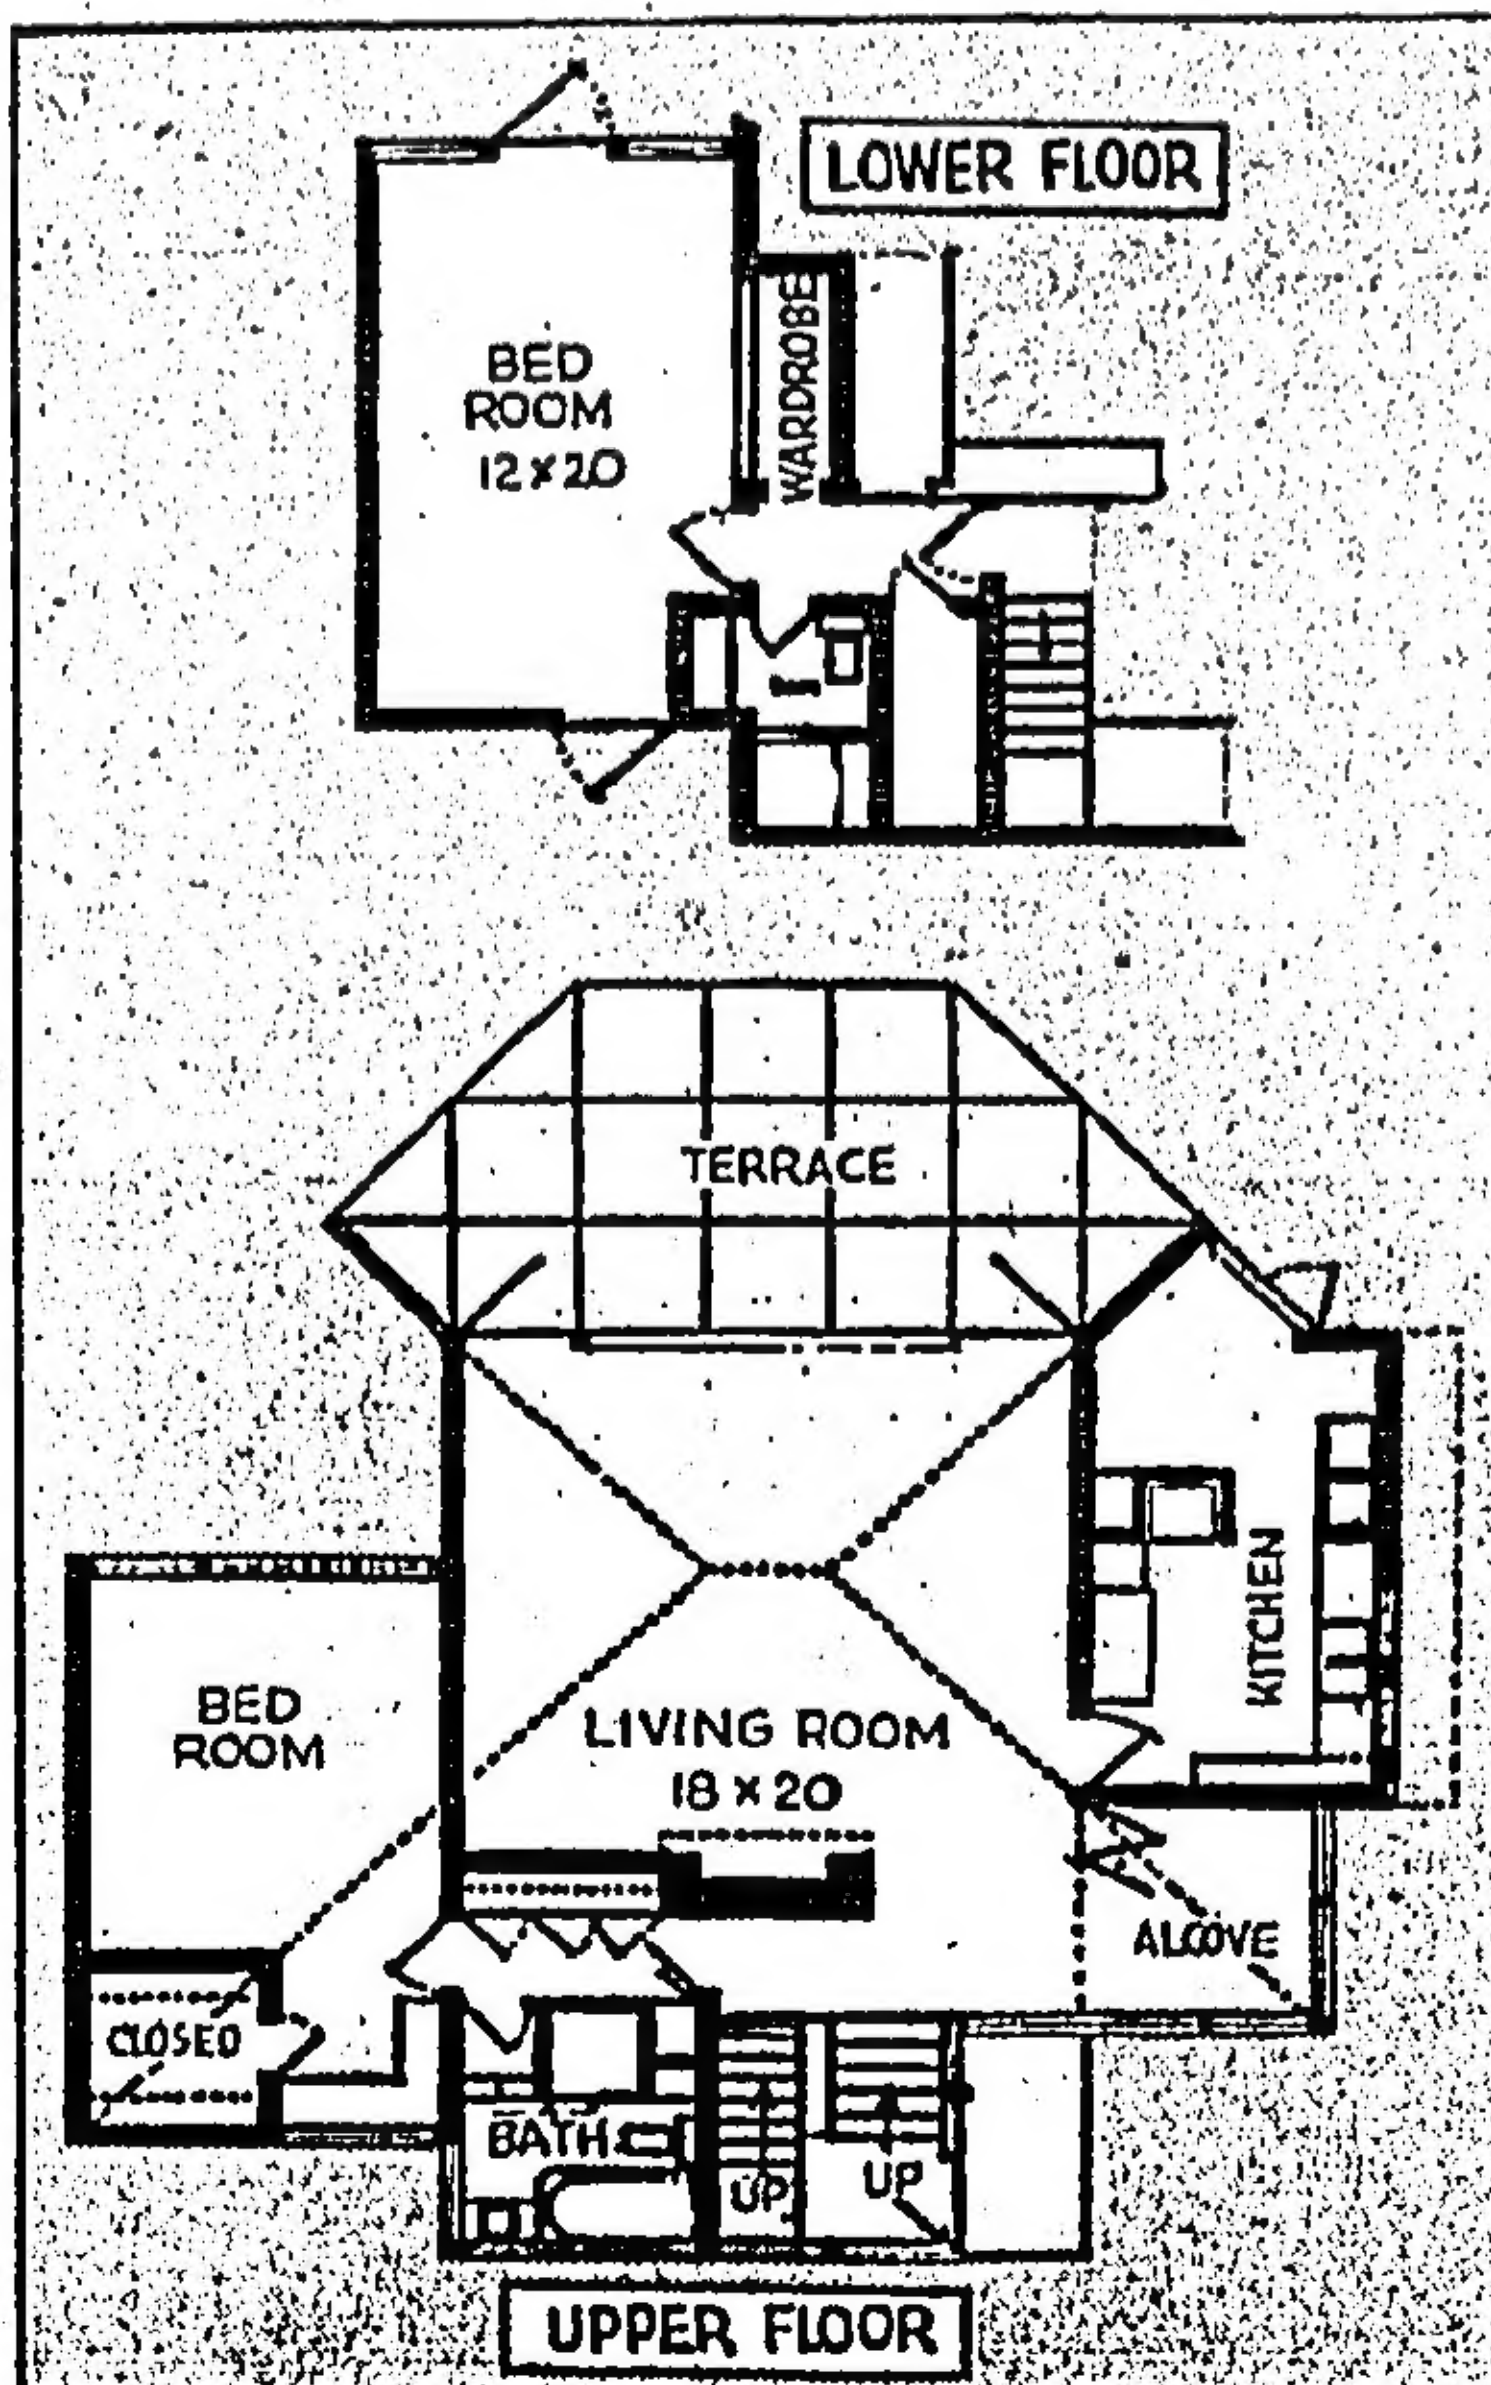 LOWER FLOOR
BED
ROOM
12 x 20
WARDROBE
TERRACE
KITCHEN
BED
ROOM
LIVING ROOM
18 x 20
ALCOVE
CLOSED
BATH
UP
UP
UPPER FLOOR